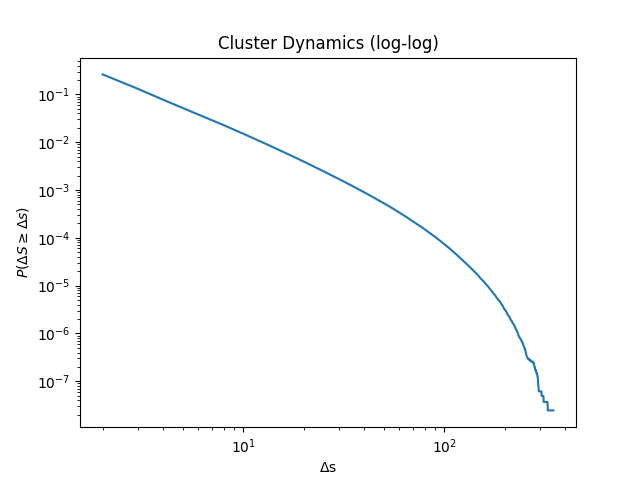 Cluster Dynamics (log-log)
10⁻¹
10⁻²
10⁻³
10⁻⁴
10⁻⁵
10⁻⁶
10⁻⁷
P(ΔS ≥ Δs)
10¹ 10²
Δs